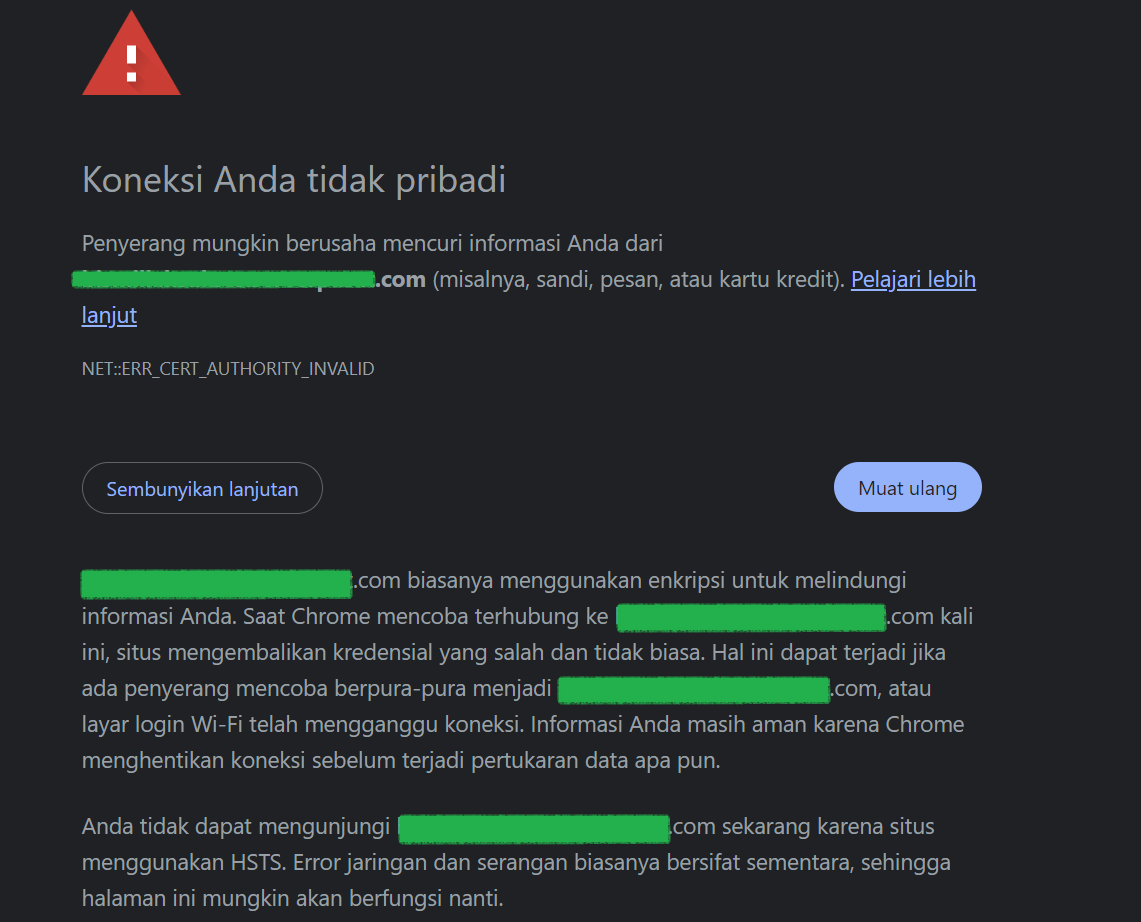 Koneksi Anda tidak pribadi
Penyerang mungkin berusaha mencuri informasi Anda dari
.com (misalnya, sandi, pesan, atau kartu kredit). Pelajari lebih
lanjut
NET::ERR_CERT_AUTHORITY_INVALID
Sembunyikan lanjutan
Muat ulang
.com biasanya menggunakan enkripsi untuk melindungi
informasi Anda. Saat Chrome mencoba terhubung ke .com kali
ini, situs mengembalikan kredensial yang salah dan tidak biasa. Hal ini dapat terjadi jika
ada penyerang mencoba berpura-pura menjadi .com, atau
layar login Wi-Fi telah mengganggu koneksi. Informasi Anda masih aman karena Chrome
menghentikan koneksi sebelum terjadi pertukaran data apa pun.
Anda tidak dapat mengunjungi .com sekarang karena situs
menggunakan HSTS. Error jaringan dan serangan biasanya bersifat sementara, sehingga
halaman ini mungkin akan berfungsi nanti.